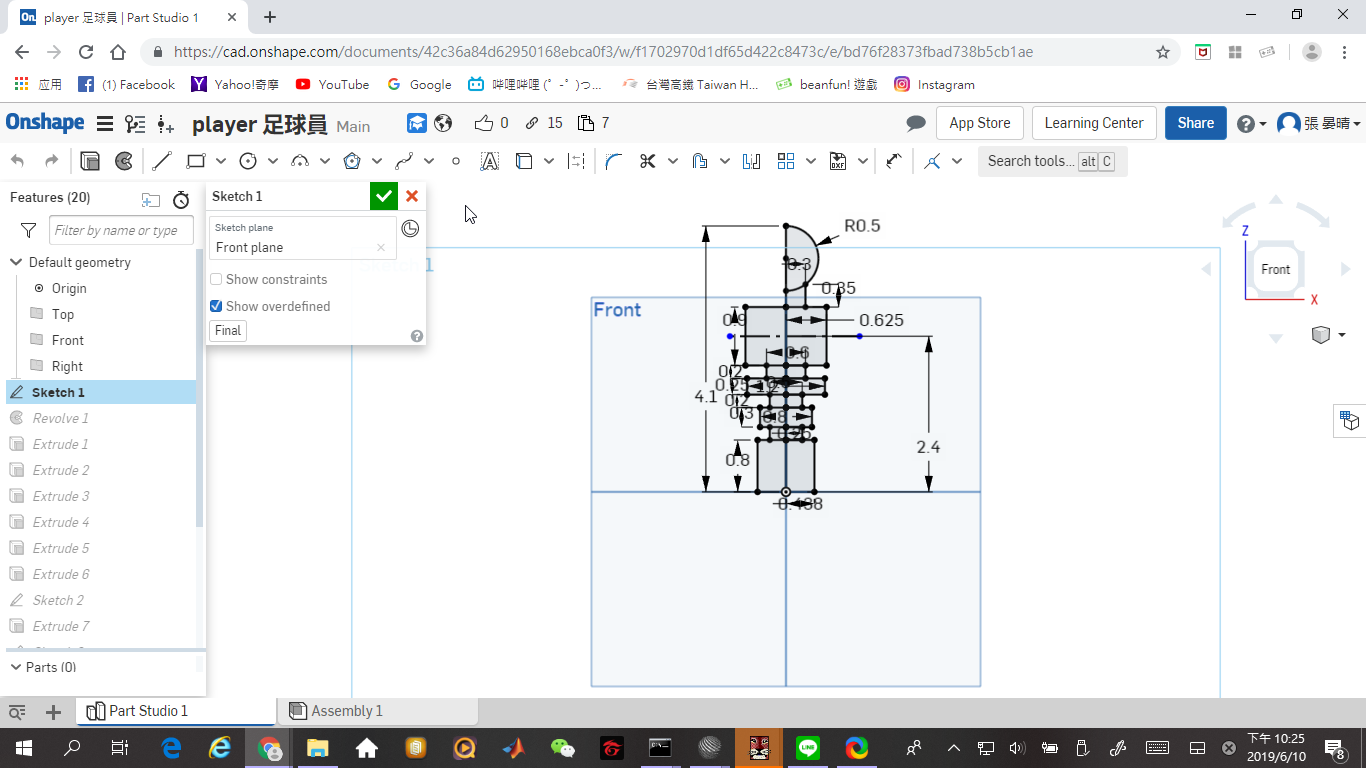 player 足球員 | Part Studio 1
https://cad.onshape.com/documents/42c36a84d62950168ebca0f3/w/f1702970d1df65d422c8473c/e/bd76f28373fbad738b5cb1ae
應用 (1) Facebook Yahoo!奇摩 YouTube Google 嗶哩嗶哩 (゜-゜)つ... 台灣高鐵 Taiwan H... beanfun! 遊戲 Instagram
Onshape player 足球員 Main 0 15 7 App Store Learning Center Share 張 晏晴
Search tools... alt C
Features (20)
Filter by name or type
Default geometry
Origin
Top
Front
Right
Sketch 1
Revolve 1
Extrude 1
Extrude 2
Extrude 3
Extrude 4
Extrude 5
Extrude 6
Sketch 2
Extrude 7
Parts (0)
Sketch 1
Sketch plane
Front plane
Show constraints
Show overdefined
Final
Front
R0.5
0.3
0.35
0.9
0.625
0.6
0.2
0.25
4.1
0.2
0.3
0.8
2.4
0.8
0.438
Z
Front
X
Part Studio 1 Assembly 1
下午 10:25
2019/6/10
8